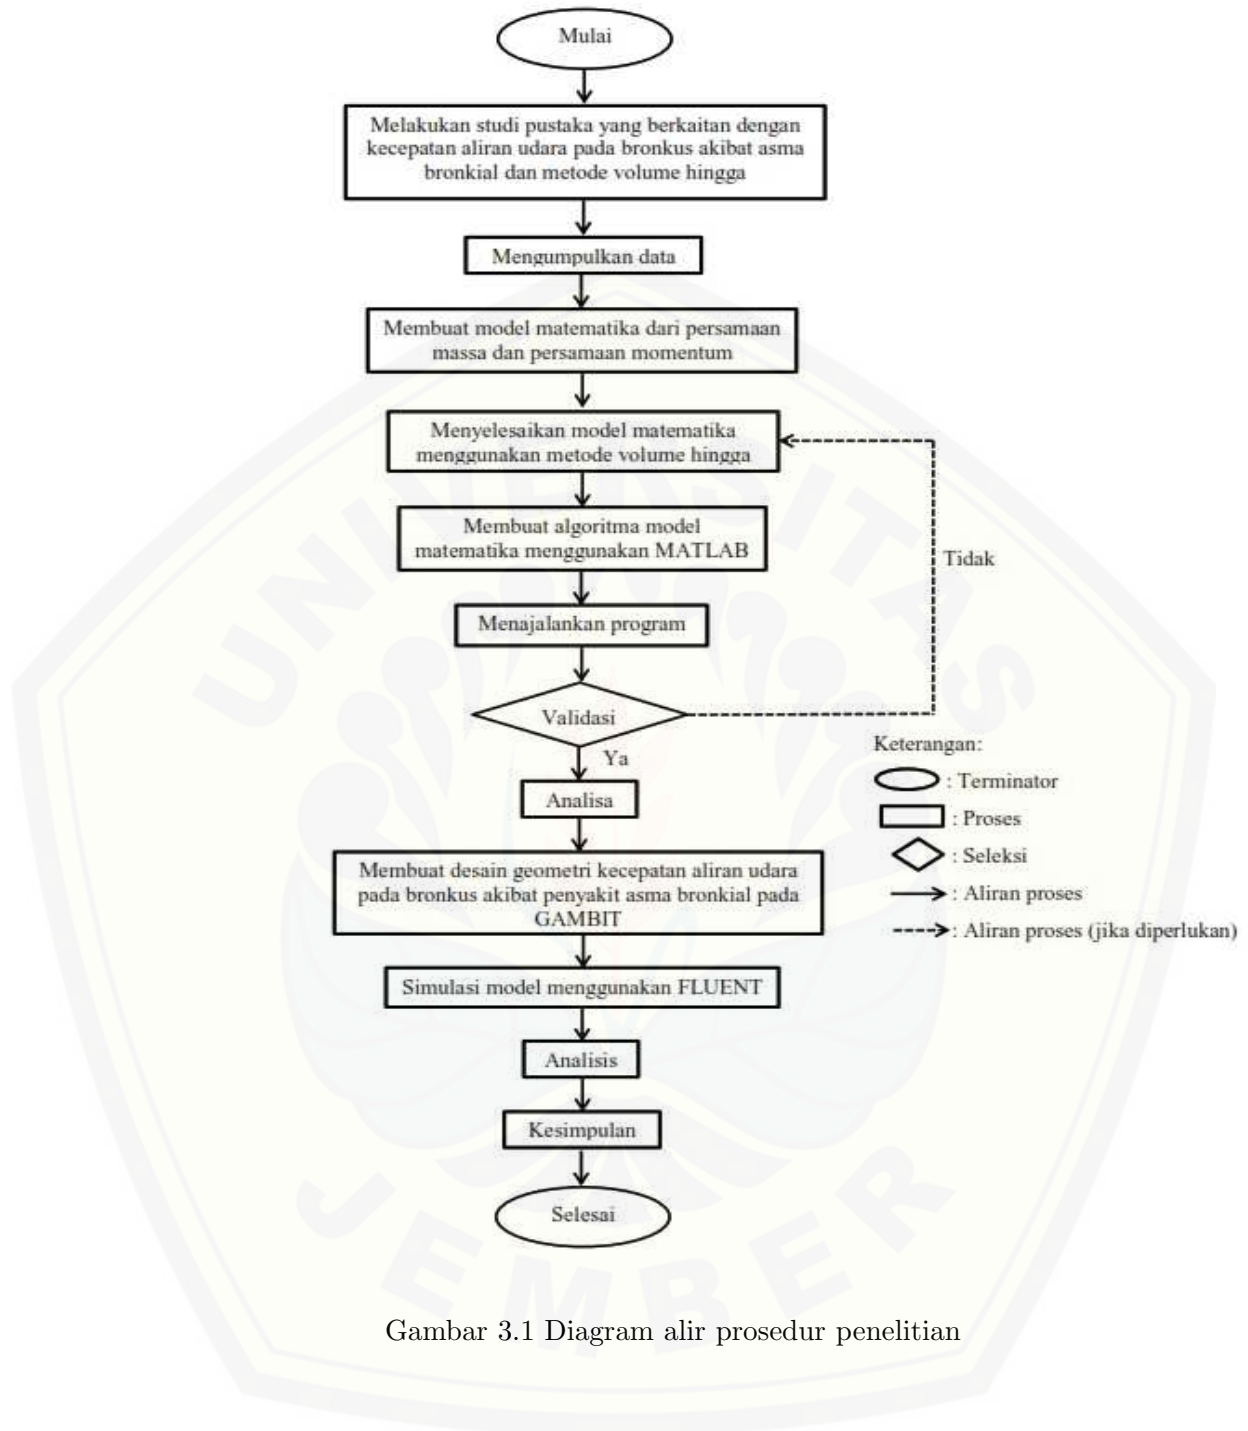 Mulai
Melakukan studi pustaka yang berkaitan dengan
kecepatan aliran udara pada bronkus akibat asma
bronkial dan metode volume hingga
Mengumpulkan data
Membuat model matematika dari persamaan
massa dan persamaan momentum
Menyelesaikan model matematika
menggunakan metode volume hingga
Membuat algoritma model
matematika menggunakan MATLAB
Tidak
Menajalankan program
Validasi
Ya
Analisa
Membuat desain geometri kecepatan aliran udara
pada bronkus akibat penyakit asma bronkial pada
GAMBIT
Simulasi model menggunakan FLUENT
Analisis
Kesimpulan
Selesai
Keterangan:
: Terminator
: Proses
: Seleksi
: Aliran proses
: Aliran proses (jika diperlukan)
Gambar 3.1 Diagram alir prosedur penelitian
UNIVERSITAS
JEMBER